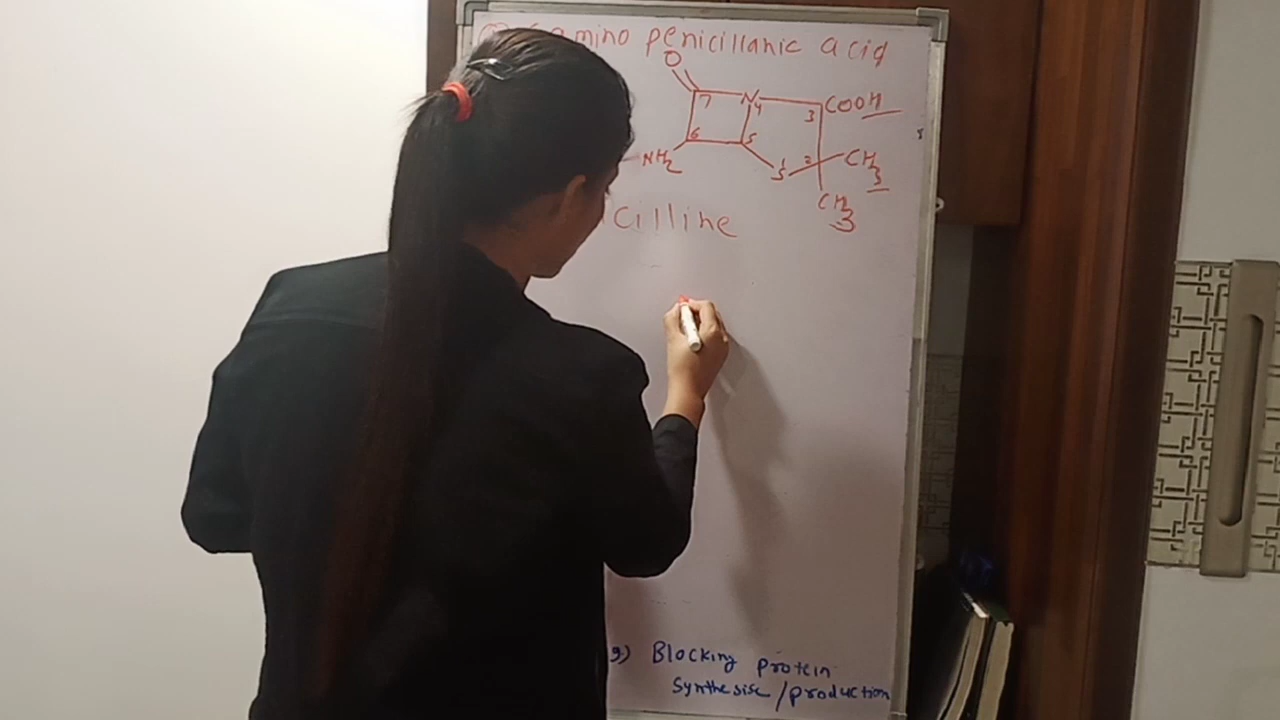 amino penicillanic acid
O
7 N 4 3 COOH
6 5
NH2 S 1 2 CH3
CH3
cilline
g) Blocking protein
Synthesise/production